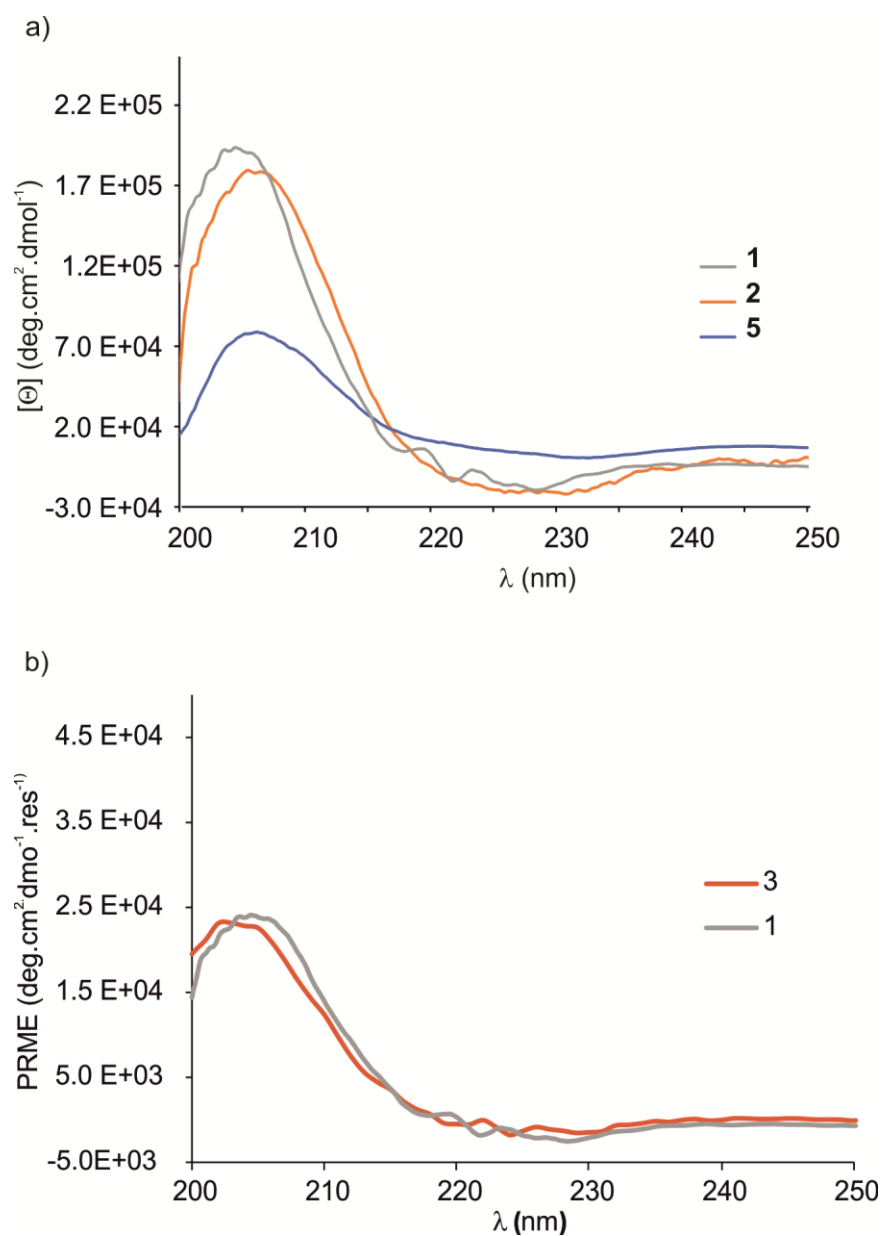 a)
2.2 E+05
1.7 E+05
1.2 E+05
7.0 E+04
2.0 E+04
-3.0 E+04
[Θ] (deg.cm².dmol⁻¹)
1
2
5
200 210 220 230 240 250
λ (nm)
b)
4.5 E+04
3.5 E+04
2.5 E+04
1.5 E+04
5.0 E+03
-5.0E+03
PRME (deg.cm².dmo⁻¹.res⁻¹)
3
1
200 210 220 230 240 250
λ (nm)